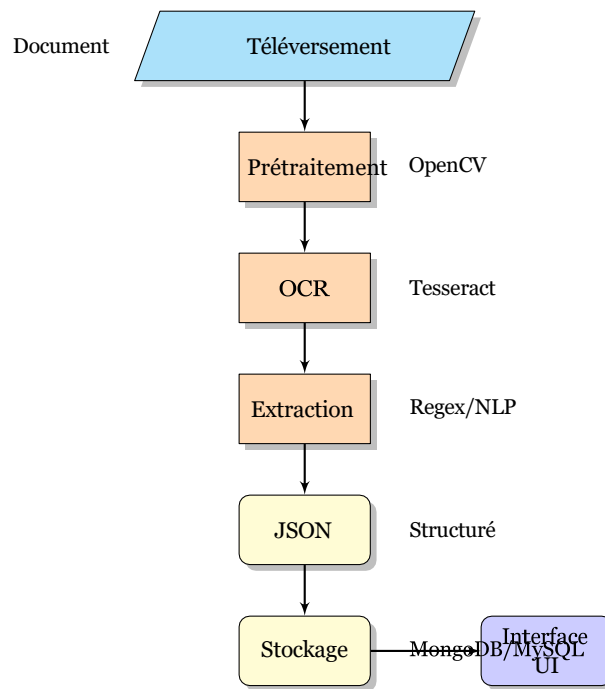 Document
Téléversement
Prétraitement
OpenCV
OCR
Tesseract
Extraction
Regex/NLP
JSON
Structuré
Stockage
MongoDB/MySQL
Interface
UI